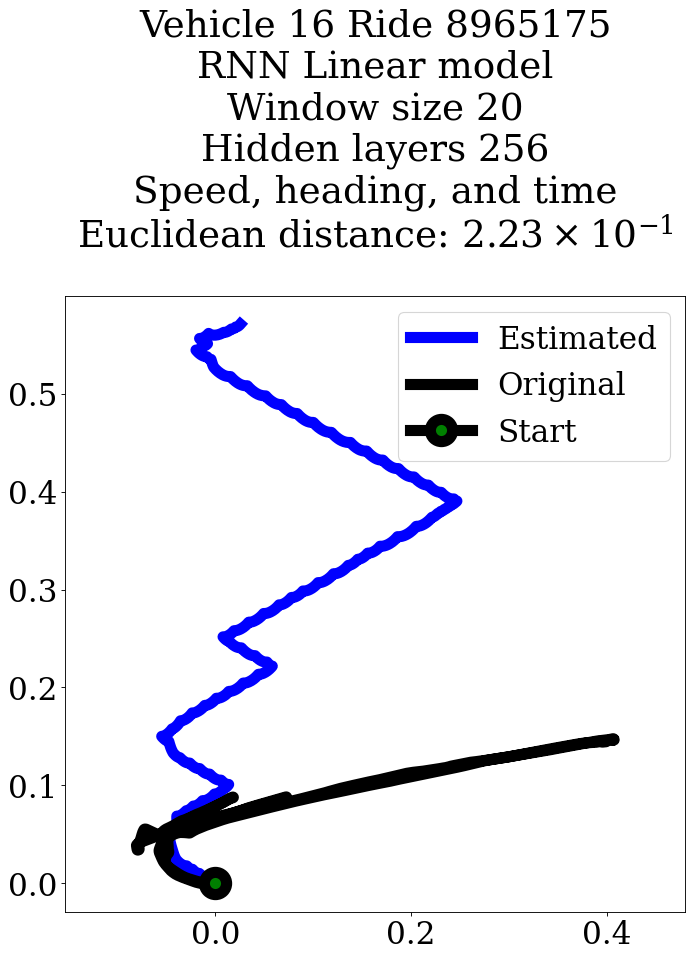 Vehicle 16 Ride 8965175
RNN Linear model
Window size 20
Hidden layers 256
Speed, heading, and time
Euclidean distance: 2.23 × 10⁻¹
Estimated
Original
Start
0.5
0.4
0.3
0.2
0.1
0.0
0.0 0.2 0.4